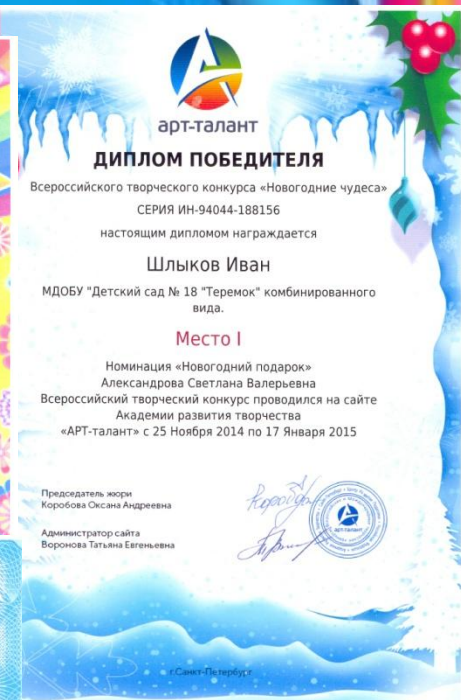 АРТ-ТАЛАНТ
ДИПЛОМ ПОБЕДИТЕЛЯ
Всероссийского творческого конкурса «Новогодние чудеса»
СЕРИЯ ИН-94044-188156
настоящим дипломом награждается
Шлыков Иван
МДОБУ "Детский сад № 18 "Теремок" комбинированного
вида.
Место I
Номинация «Новогодний подарок»
Александрова Светлана Валерьевна
Всероссийский творческий конкурс проводился на сайте
Академии развития творчества
«АРТ-талант» с 25 Ноября 2014 по 17 Января 2015
Председатель жюри
Коробова Оксана Андреевна
Администратор сайта
Воронова Татьяна Евгеньевна
АРТ-ТАЛАНТ
г.Санкт-Петербург